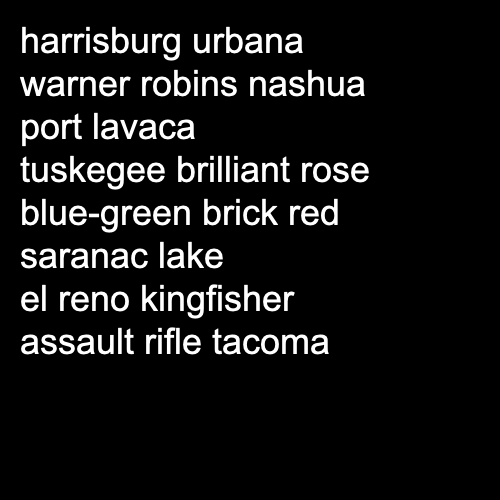 harrisburg urbana
warner robins nashua
port lavaca
tuskegee brilliant rose
blue-green brick red
saranac lake
el reno kingfisher
assault rifle tacoma